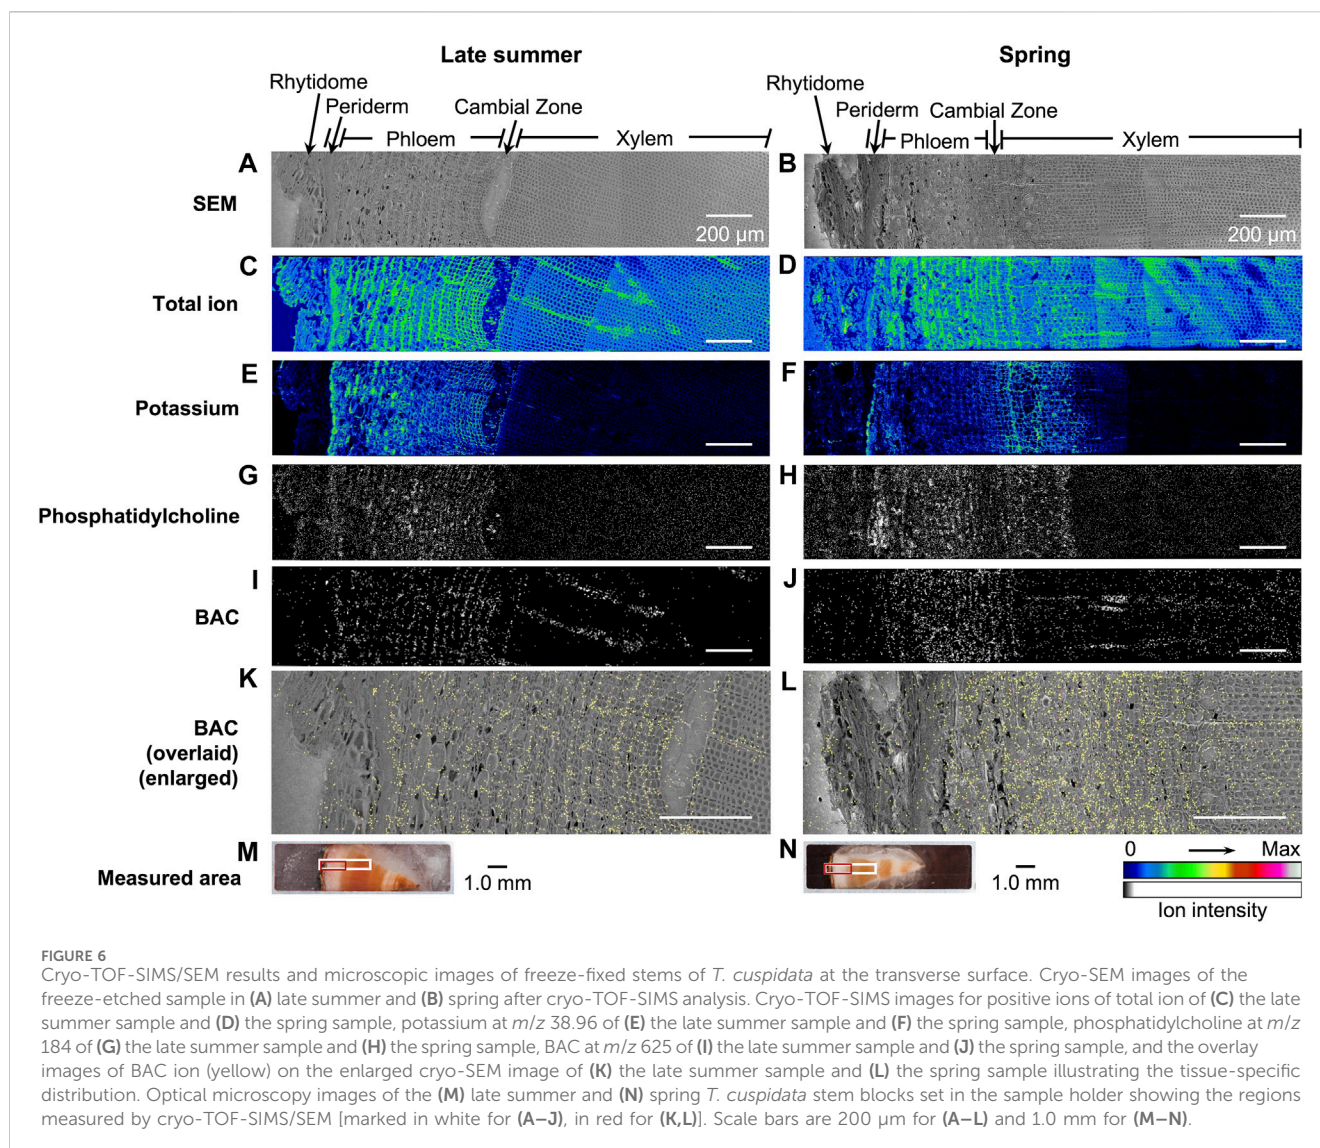 Late summer
Spring
Rhytidome
Periderm
Cambial Zone
Phloem
Xylem
Rhytidome
Periderm
Cambial Zone
Phloem
Xylem
A
B
SEM
200 µm
200 µm
C
D
Total ion
E
F
Potassium
G
H
Phosphatidylcholine
I
J
BAC
K
L
BAC
(overlaid)
(enlarged)
M
N
Measured area
1.0 mm
1.0 mm
0 Max
Ion intensity
FIGURE 6
Cryo-TOF-SIMS/SEM results and microscopic images of freeze-fixed stems of T. cuspidata at the transverse surface. Cryo-SEM images of the
freeze-etched sample in (A) late summer and (B) spring after cryo-TOF-SIMS analysis. Cryo-TOF-SIMS images for positive ions of total ion of (C) the late
summer sample and (D) the spring sample, potassium at m/z 38.96 of (E) the late summer sample and (F) the spring sample, phosphatidylcholine at m/z
184 of (G) the late summer sample and (H) the spring sample, BAC at m/z 625 of (I) the late summer sample and (J) the spring sample, and the overlay
images of BAC ion (yellow) on the enlarged cryo-SEM image of (K) the late summer sample and (L) the spring sample illustrating the tissue-specific
distribution. Optical microscopy images of the (M) late summer and (N) spring T. cuspidata stem blocks set in the sample holder showing the regions
measured by cryo-TOF-SIMS/SEM [marked in white for (A–J), in red for (K,L)]. Scale bars are 200 µm for (A–L) and 1.0 mm for (M–N).